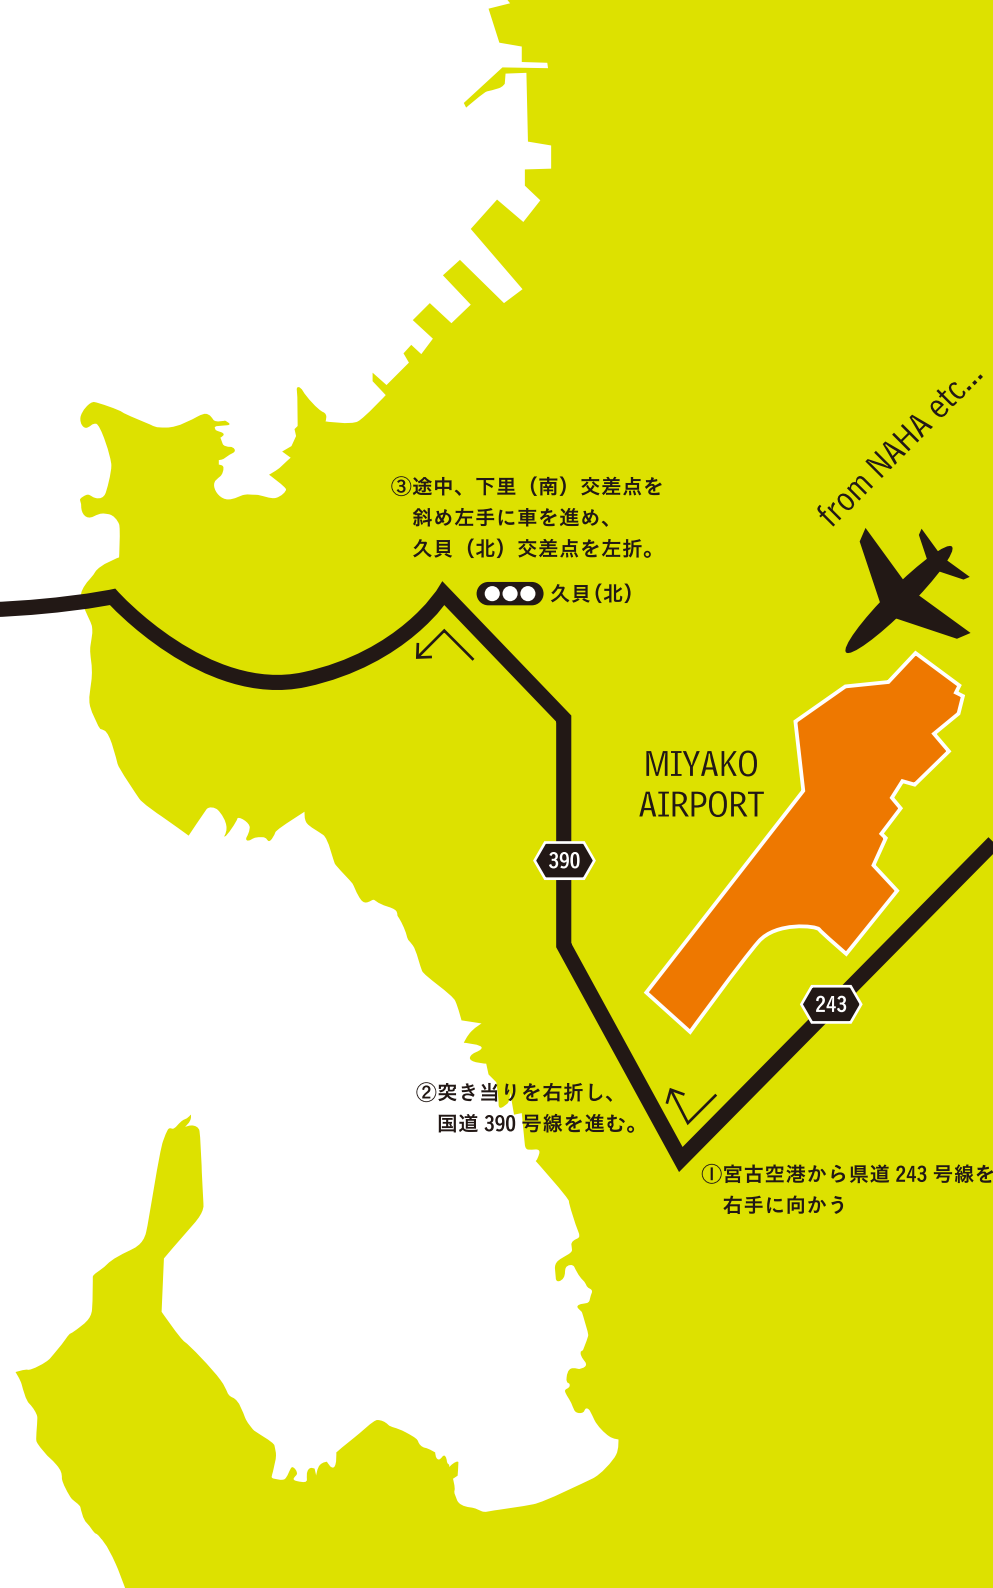 from NAHA etc...
③途中、下里（南）交差点を
斜め左手に車を進め、
久貝（北）交差点を左折。
久貝（北）
MIYAKO
AIRPORT
390
243
②突き当りを右折し、
国道 390 号線を進む。
①宮古空港から県道 243 号線を
右手に向かう